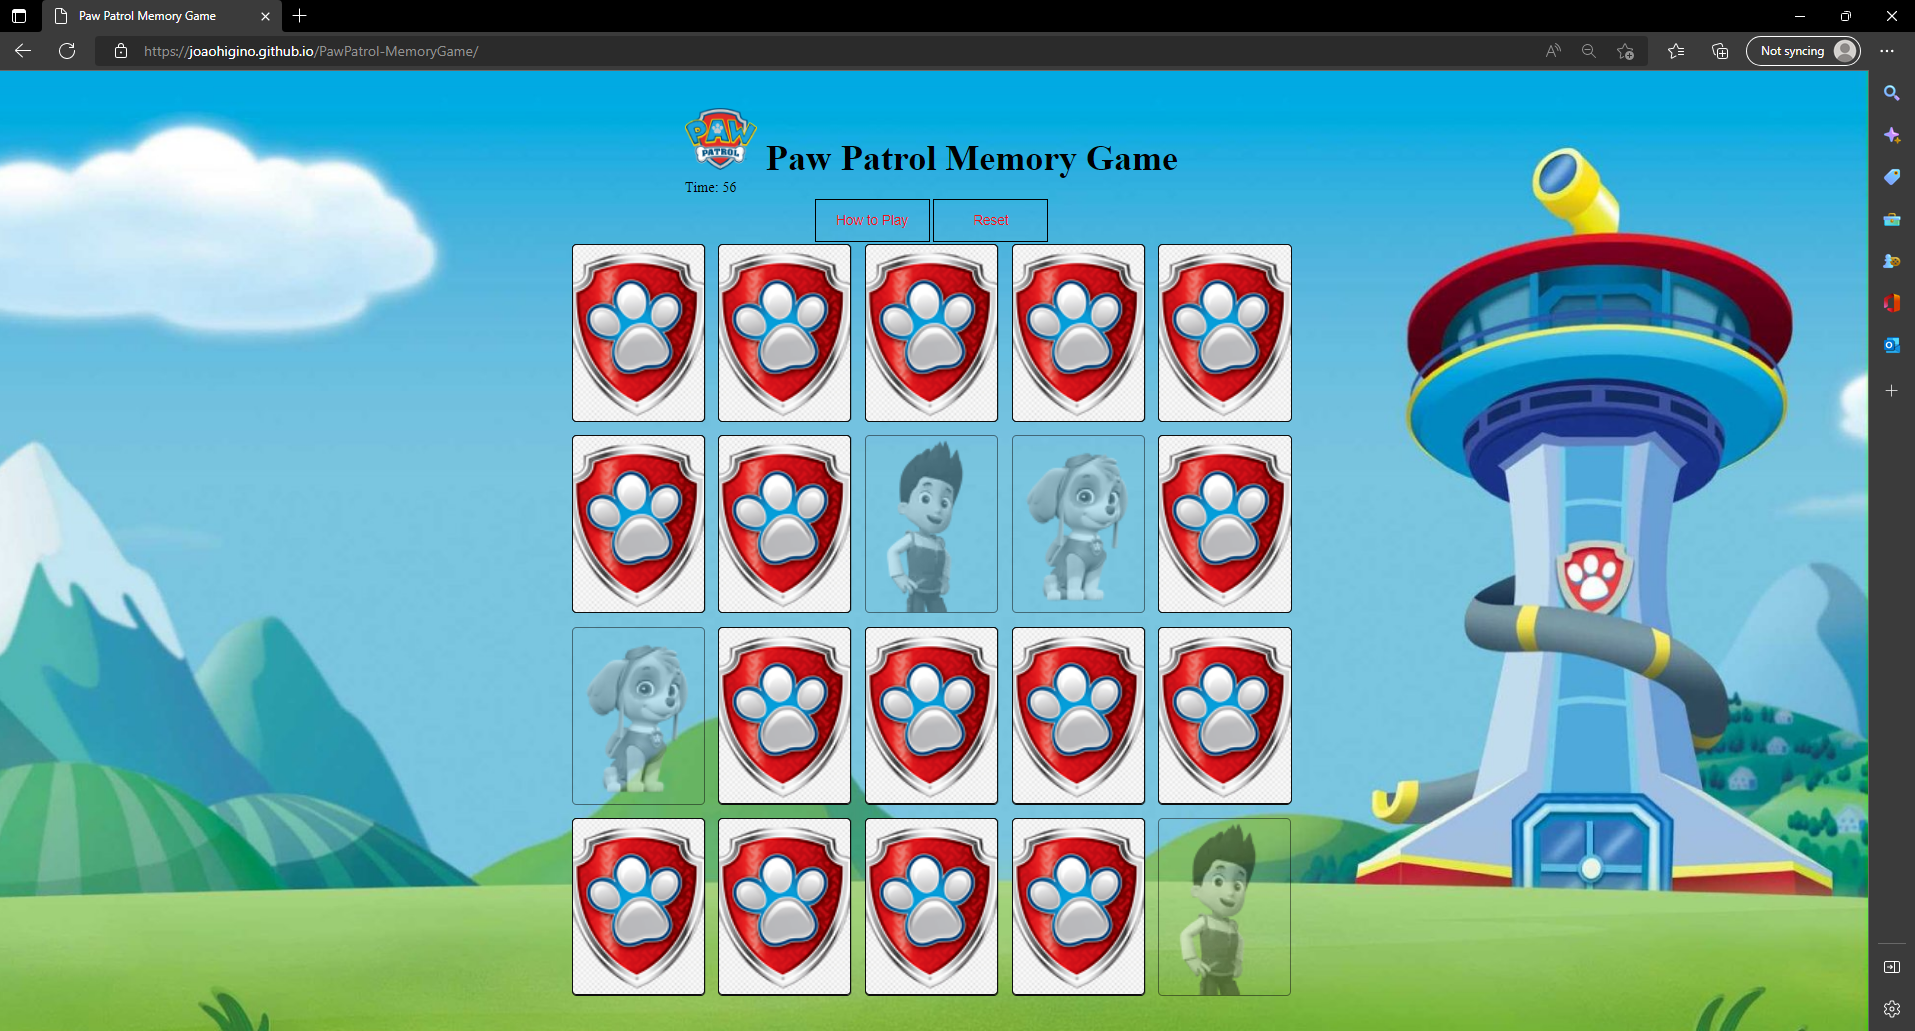 Paw Patrol Memory Game
https://joaohigino.github.io/PawPatrol-MemoryGame/
Not syncing
PAW
PATROL
Paw Patrol Memory Game
Time: 56
How to Play
Reset